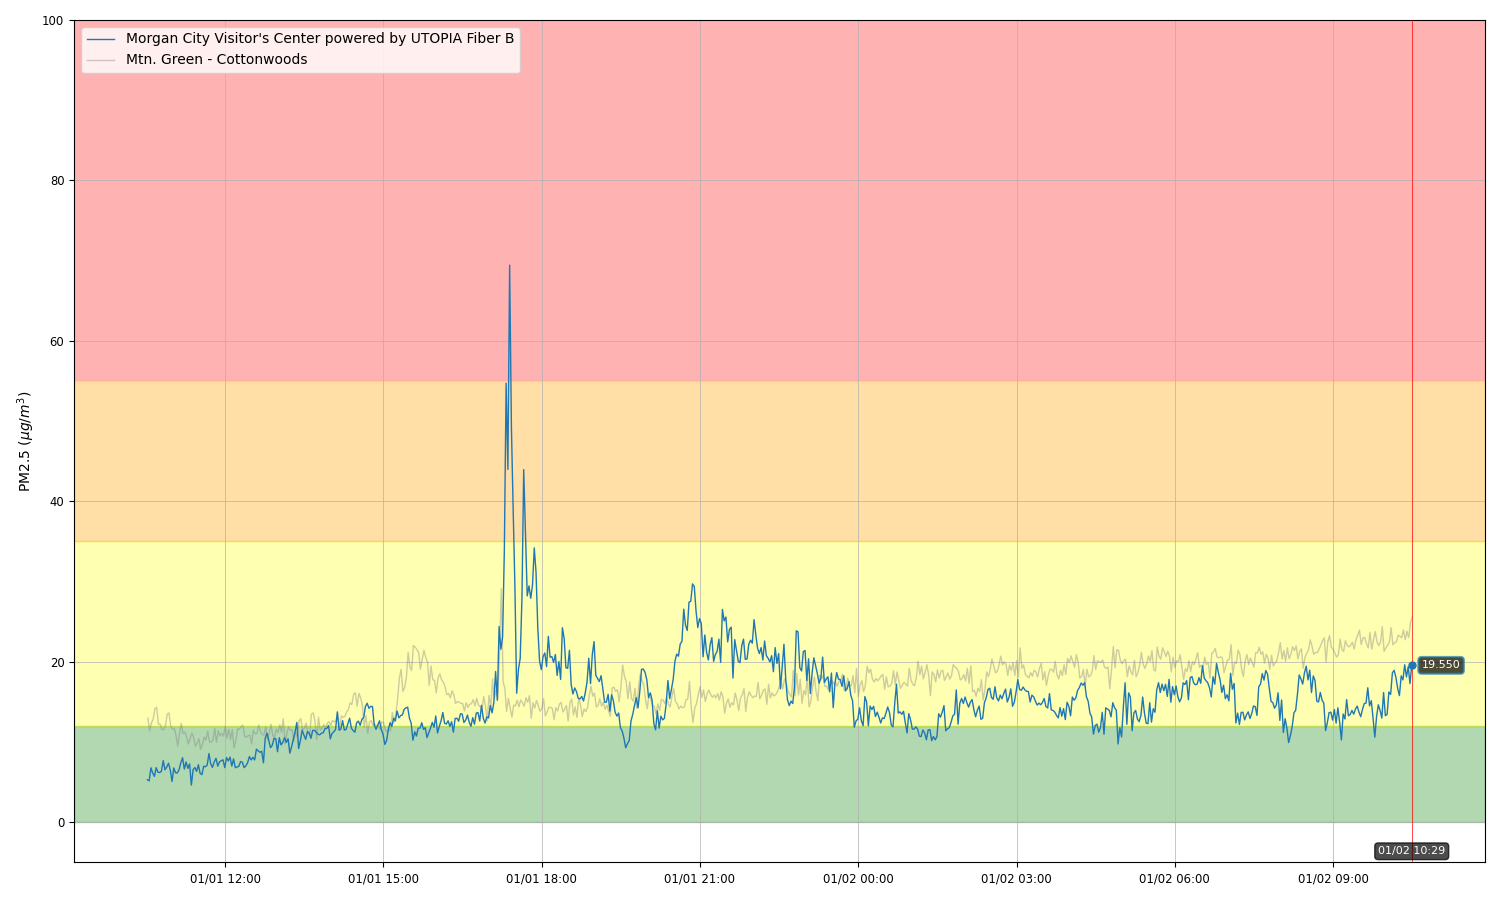 100
Morgan City Visitor's Center powered by UTOPIA Fiber B
Mtn. Green - Cottonwoods
80
60
PM2.5 (μg/m³)
40
20
19.550
0
01/02 10:29
01/01 12:00 01/01 15:00 01/01 18:00 01/01 21:00 01/02 00:00 01/02 03:00 01/02 06:00 01/02 09:00